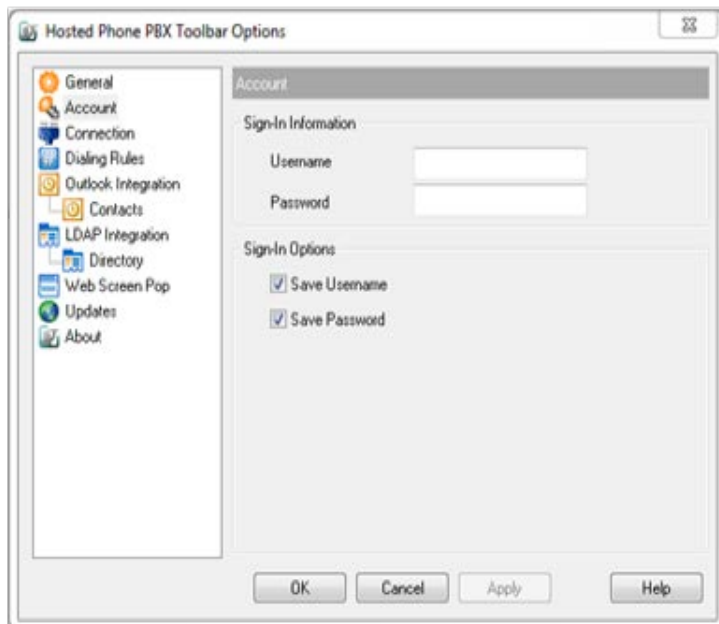 Hosted Phone PBX Toolbar Options
General
Account
Connection
Dialing Rules
Outlook Integration
Contacts
LDAP Integration
Directory
Web Screen Pop
Updates
About
Account
Sign-In Information
Username
Password
Sign-In Options
Save Username
Save Password
OK Cancel Apply Help